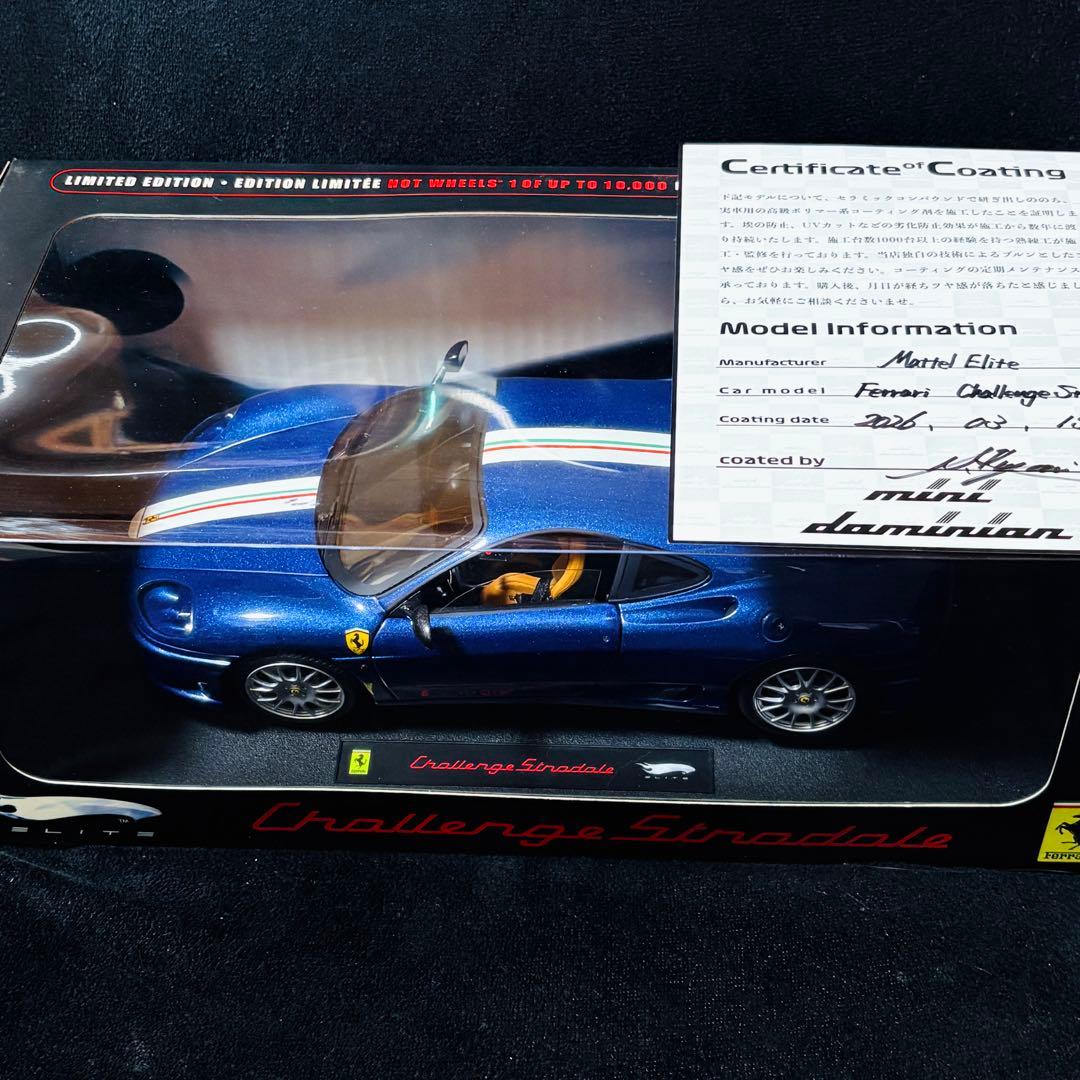 LIMITED EDITION • EDITION LIMITÉE HOT WHEELS™ 1 OF UP TO 10,000
Certificate of Coating
下記モデルについて、セラミックコンパウンドで研ぎ出しののち、
実車用の高級ポリマー系コーティング剤を施工したことを証明しま
す。埃の防止、UVカットなどの劣化防止効果が施工から数年に渡
り持続いたします。施工台数1000台以上の経験を持つ熟練工が施
工・監修を行っております。当店独自の技術によるプルンとした
ヤ感をぜひお楽しみください。コーティングの定期メンテナンス
承っております。購入後、月日が経ちツヤ感が落ちたと感じまし
ら、お気軽にご相談くださいませ。
Model Information
Manufacturer Mattel Elite
Car model Ferrari Challenge
Coating date 2026, 03,
coated by
mini
daminian
Challenge Stradale
ELITE
ELITE™
Challenge Stradale
Ferrari